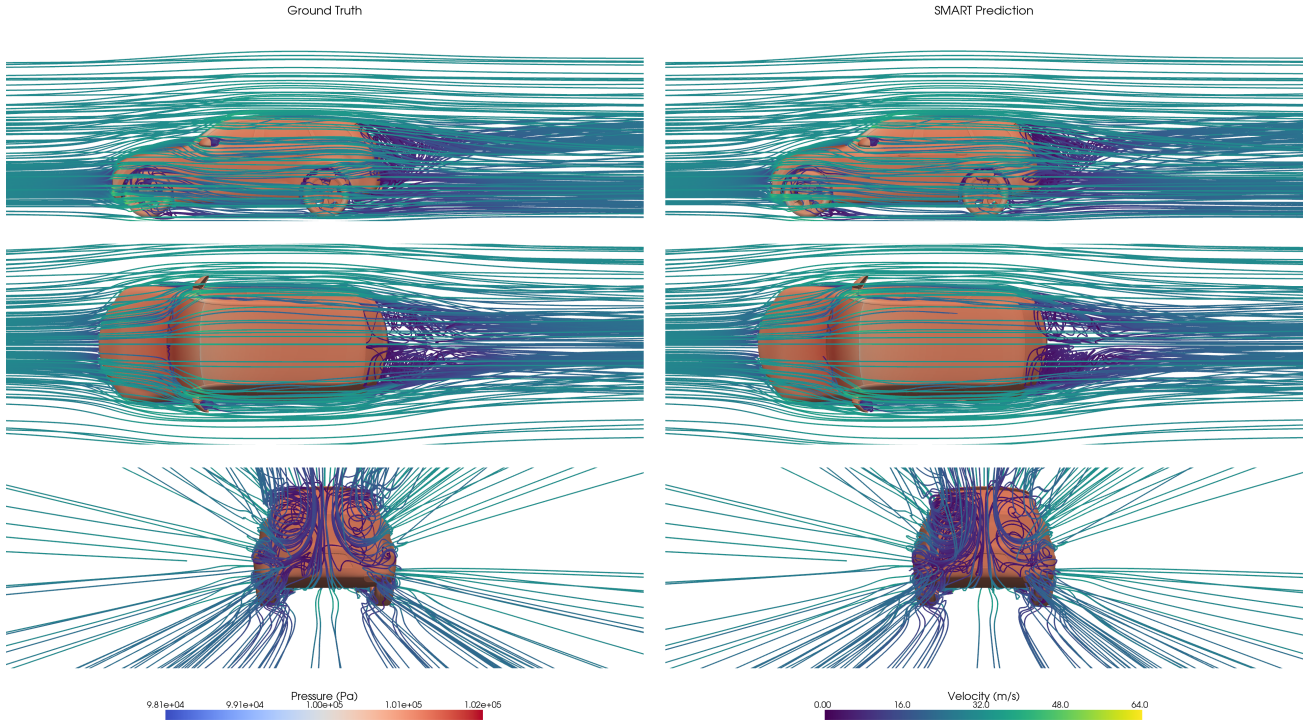 Ground Truth
SMART Prediction
Pressure (Pa)
9.81e+04 9.91e+04 1.00e+05 1.01e+05 1.02e+05
Velocity (m/s)
0.00 16.0 32.0 48.0 64.0